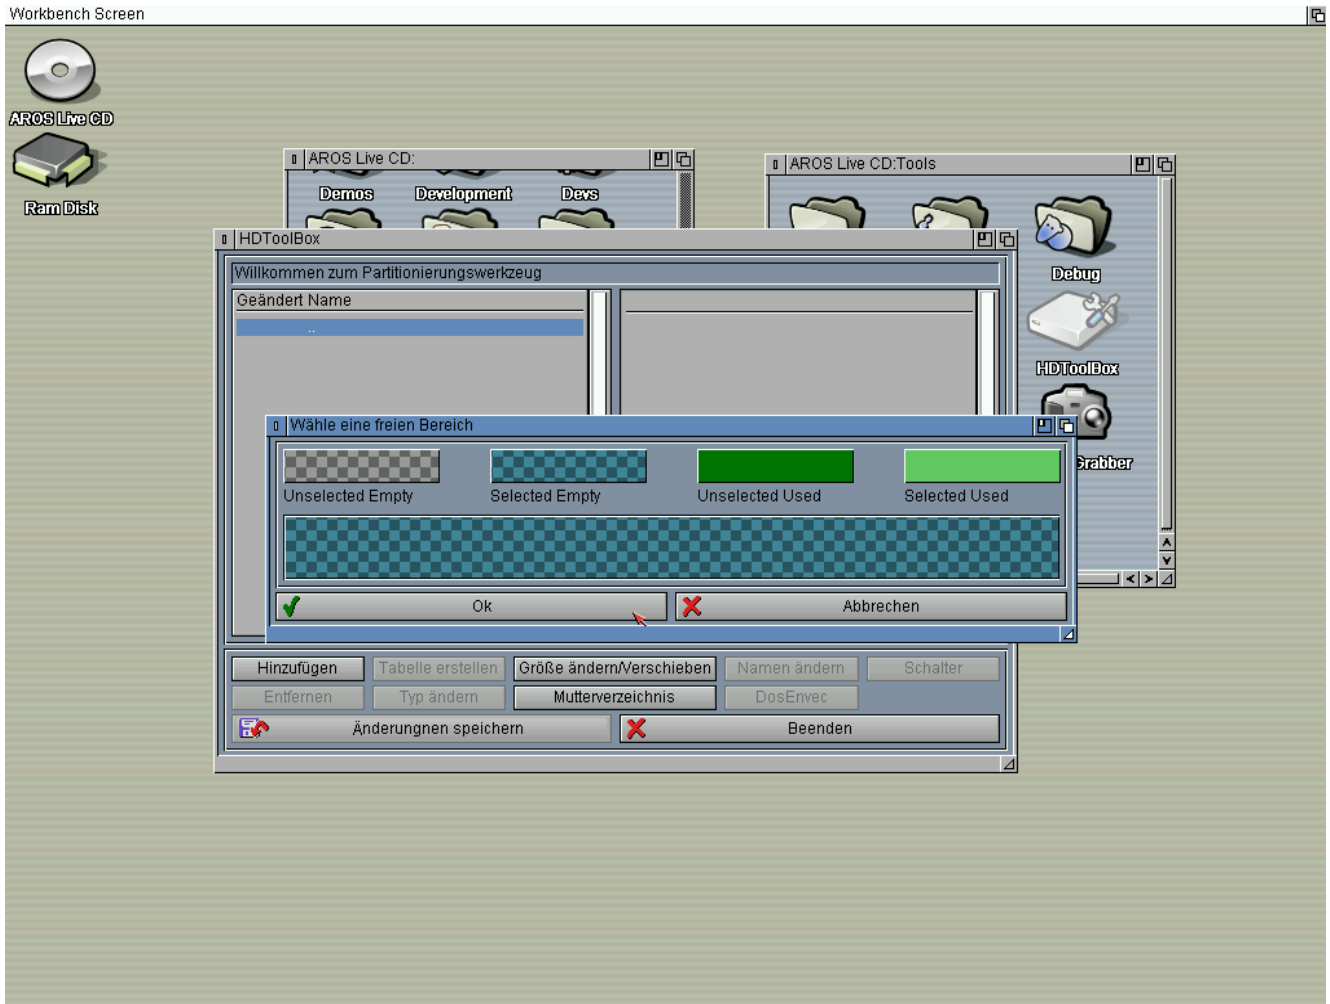 Workbench Screen
AROS Live CD
Ram Disk
AROS Live CD:
Demos Development Devs
AROS Live CD:Tools
Debug
HDToolBox
Grabber
HDToolBox
Willkommen zum Partitionierungswerkzeug
Geändert Name
..
Wähle eine freien Bereich
Unselected Empty
Selected Empty
Unselected Used
Selected Used
Ok
Abbrechen
Hinzufügen
Tabelle erstellen
Größe ändern/Verschieben
Namen ändern
Schalter
Entfernen
Typ ändern
Mutterverzeichnis
DosEnvec
Änderungnen speichern
Beenden